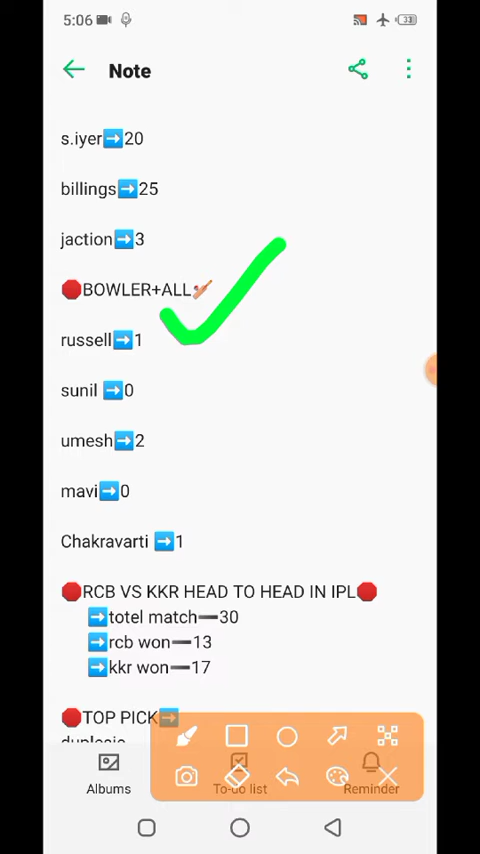 5:06 33
Note
s.iyer➡️20
billings➡️25
jaction➡️3
🛑BOWLER+ALL🏏
russell➡️1
sunil ➡️0
umesh➡️2
mavi➡️0
Chakravarti ➡️1
🛑RCB VS KKR HEAD TO HEAD IN IPL🛑
➡️totel match➖30
➡️rcb won➖13
➡️kkr won➖17
🛑TOP PICK➡️
duplesis
Albums To-do list Reminder